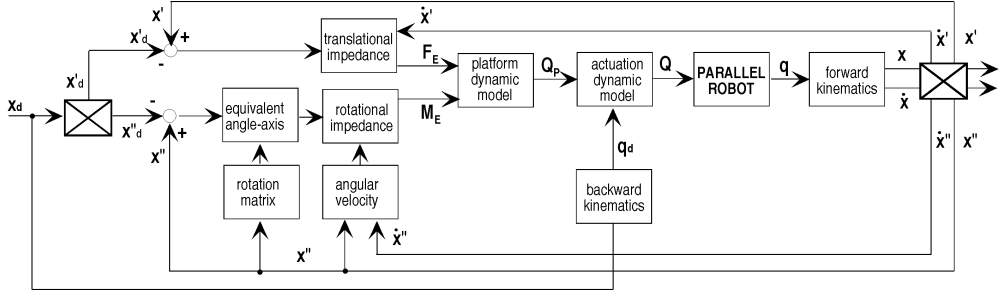 x'
+
x'd
-
translational
impedance
ẋ'
FE
x'd
xd
x"d
-
+
x"
equivalent
angle-axis
rotational
impedance
ME
platform
dynamic
model
QP
actuation
dynamic
model
Q
PARALLEL
ROBOT
q
forward
kinematics
x
ẋ
ẋ'
x'
ẋ"
x"
rotation
matrix
angular
velocity
qd
backward
kinematics
x"
ẋ"